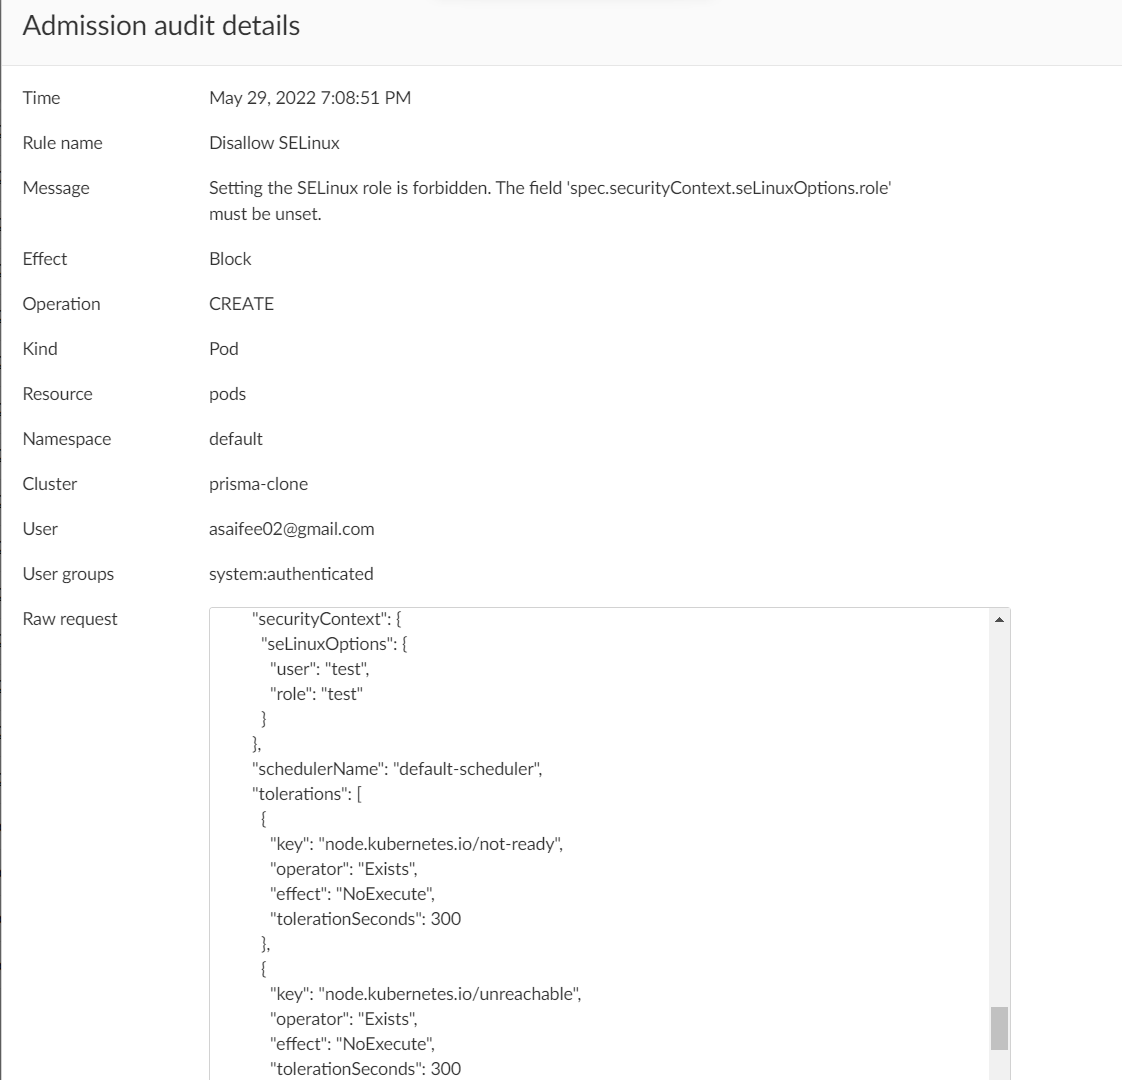 Admission audit details
Time May 29, 2022 7:08:51 PM
Rule name Disallow SELinux
Message Setting the SELinux role is forbidden. The field 'spec.securityContext.seLinuxOptions.role'
must be unset.
Effect Block
Operation CREATE
Kind Pod
Resource pods
Namespace default
Cluster prisma-clone
User asaifee02@gmail.com
User groups system:authenticated
Raw request "securityContext": {
"seLinuxOptions": {
"user": "test",
"role": "test"
}
},
"schedulerName": "default-scheduler",
"tolerations": [
{
"key": "node.kubernetes.io/not-ready",
"operator": "Exists",
"effect": "NoExecute",
"tolerationSeconds": 300
},
{
"key": "node.kubernetes.io/unreachable",
"operator": "Exists",
"effect": "NoExecute",
"tolerationSeconds": 300